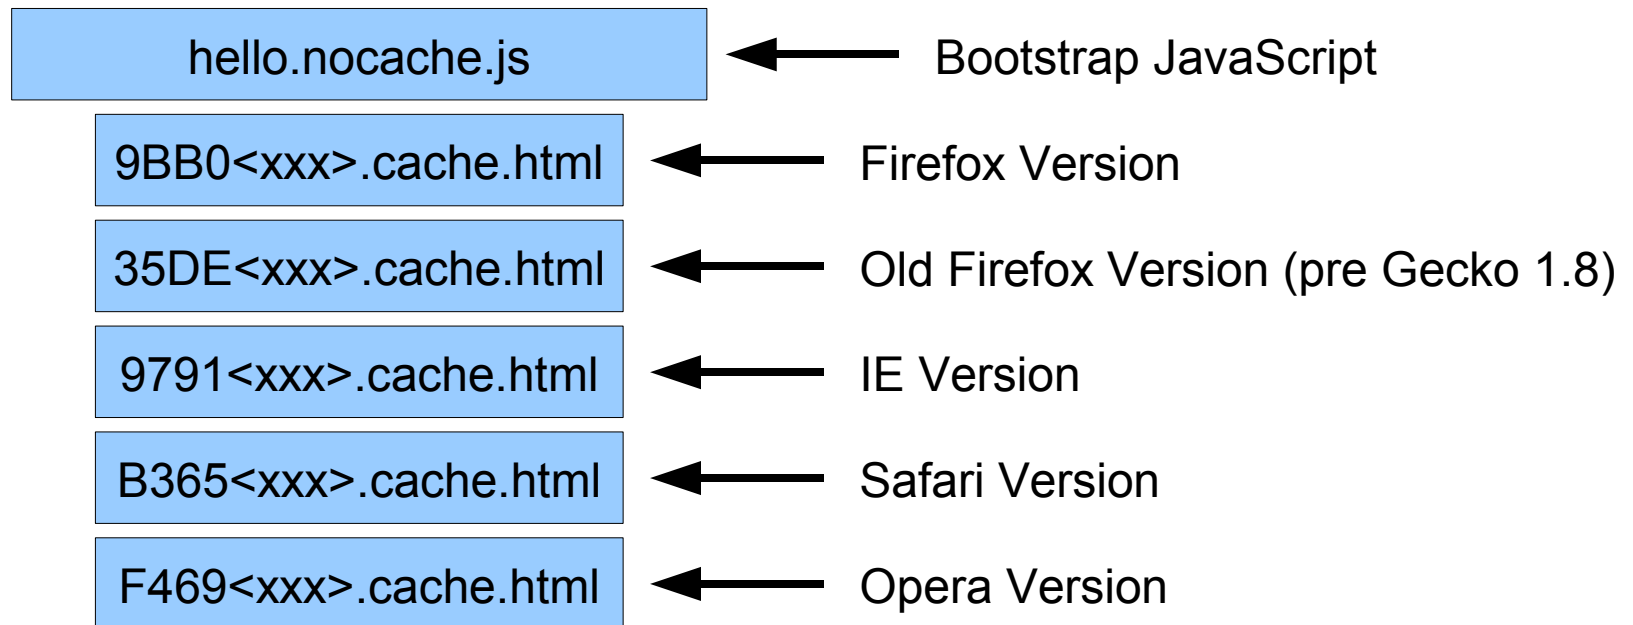 hello.nocache.js Bootstrap JavaScript
9BB0<xxx>.cache.html Firefox Version
35DE<xxx>.cache.html Old Firefox Version (pre Gecko 1.8)
9791<xxx>.cache.html IE Version
B365<xxx>.cache.html Safari Version
F469<xxx>.cache.html Opera Version